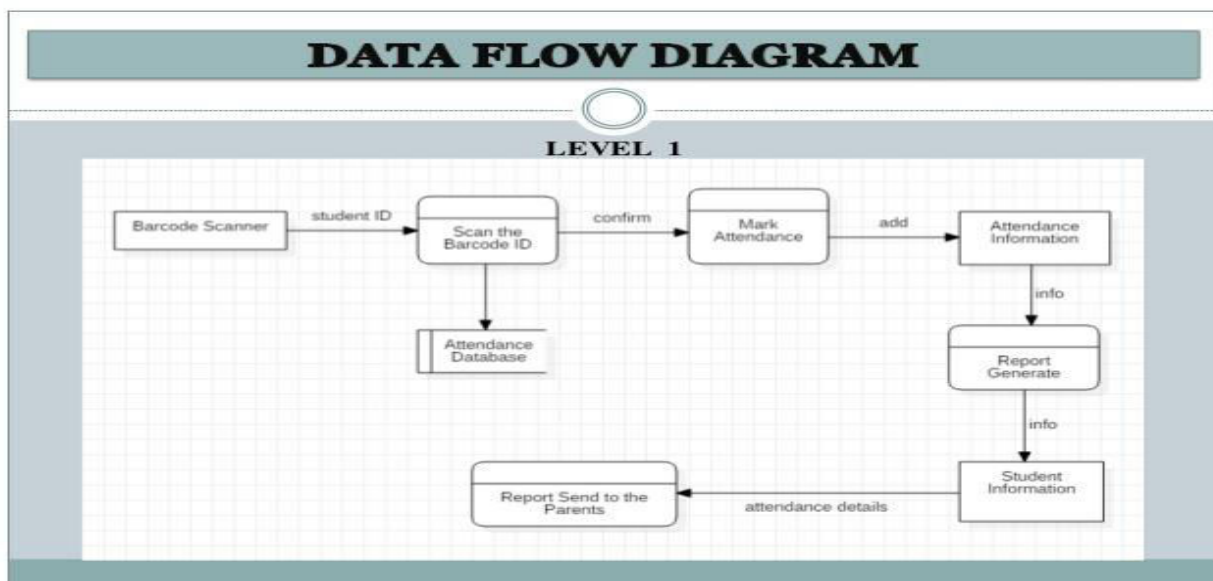 DATA FLOW DIAGRAM
LEVEL 1
Barcode Scanner
student ID
Scan the
Barcode ID
confirm
Mark
Attendance
add
Attendance
Information
info
Attendance
Database
Report
Generate
info
Student
Information
attendance details
Report Send to the
Parents